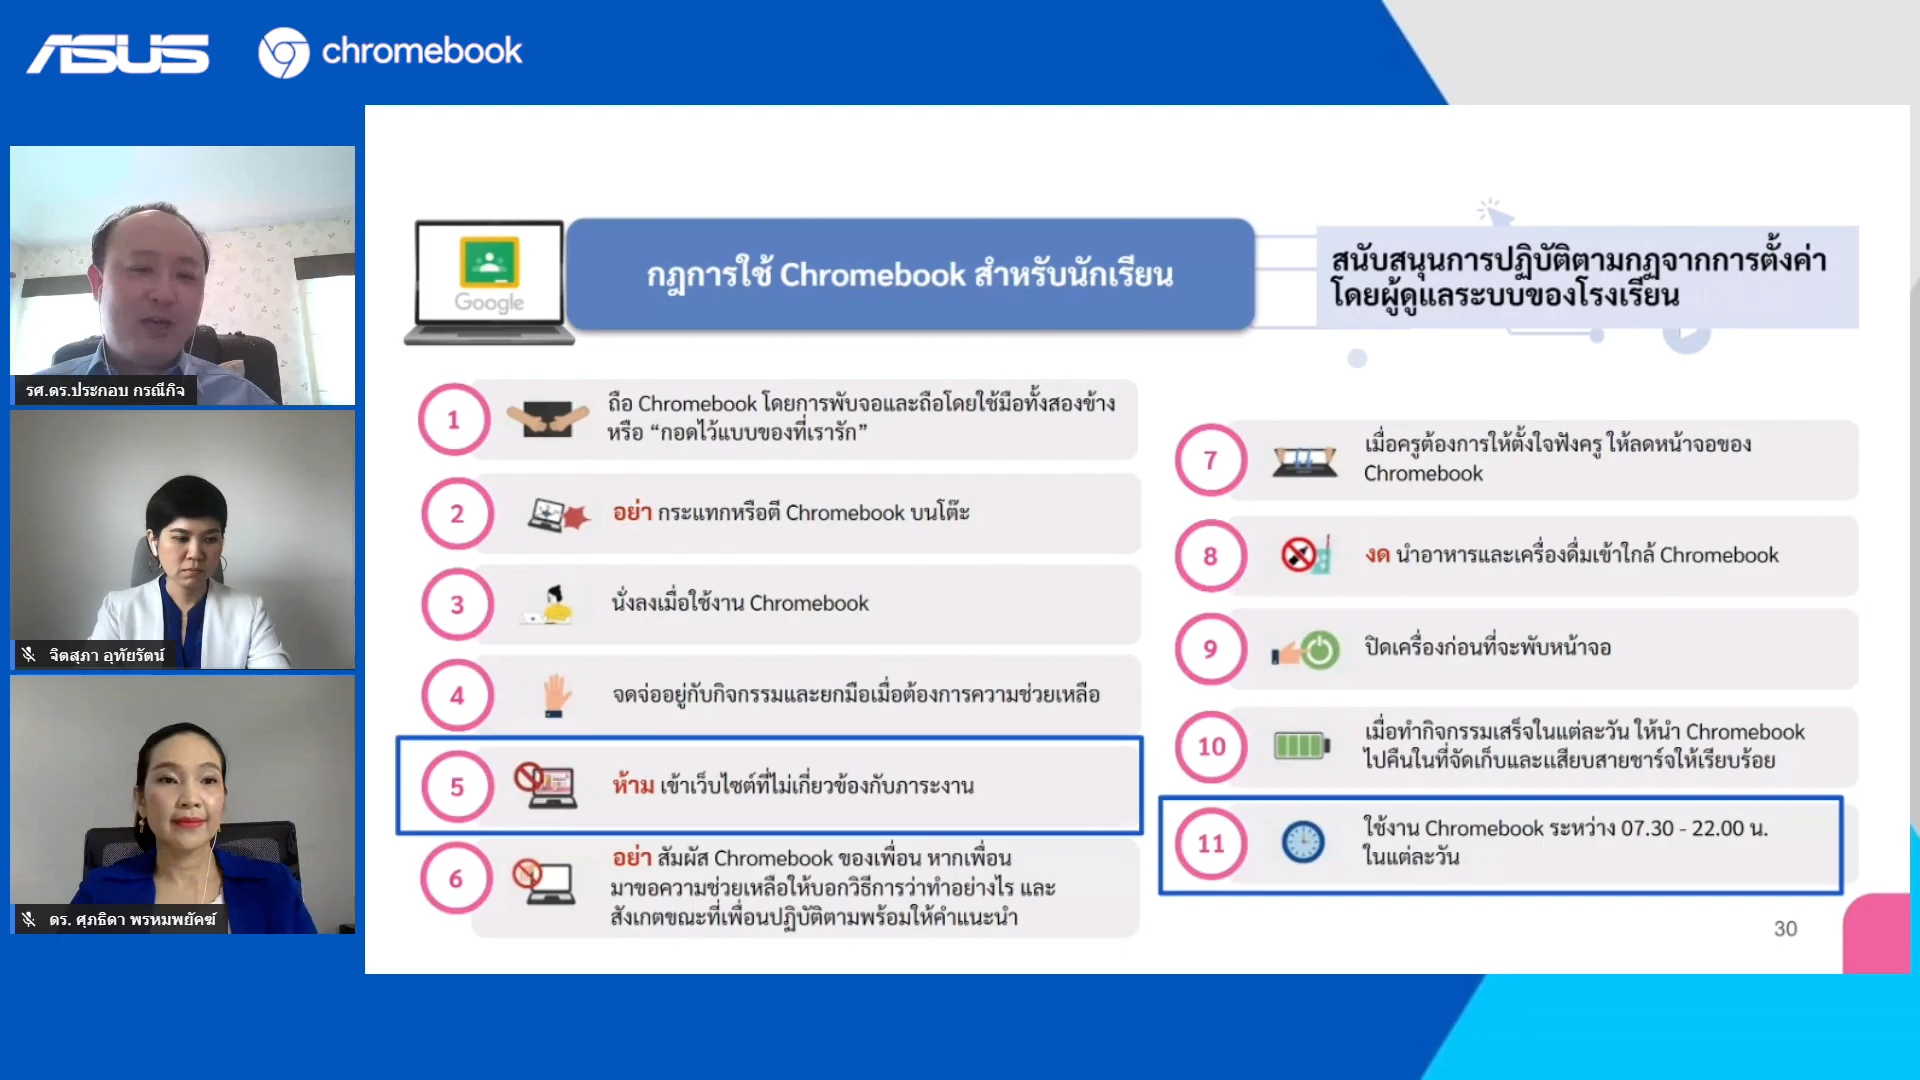 ASUS chromebook
รศ.ดร.ประกอบ กรณีกิจ
จิตสุภา อุทัยรัตน์
ดร. ศุภธิดา พรหมพยัคฆ์
Google
กฎการใช้ Chromebook สำหรับนักเรียน
สนับสนุนการปฏิบัติตามกฎจากการตั้งค่า
โดยผู้ดูแลระบบของโรงเรียน
1
ถือ Chromebook โดยการพับจอและถือโดยใช้มือทั้งสองข้าง
หรือ “กอดไว้แบบของที่เรารัก”
2
อย่า กระแทกหรือตี Chromebook บนโต๊ะ
3
นั่งลงเมื่อใช้งาน Chromebook
4
จดจ่ออยู่กับกิจกรรมและยกมือเมื่อต้องการความช่วยเหลือ
5
ห้าม เข้าเว็บไซต์ที่ไม่เกี่ยวข้องกับภาระงาน
6
อย่า สัมผัส Chromebook ของเพื่อน หากเพื่อน
มาขอความช่วยเหลือให้บอกวิธีการว่าทำอย่างไร และ
สังเกตขณะที่เพื่อนปฏิบัติตามพร้อมให้คำแนะนำ
7
เมื่อครูต้องการให้ตั้งใจฟังครู ให้ลดหน้าจอของ
Chromebook
8
งด นำอาหารและเครื่องดื่มเข้าใกล้ Chromebook
9
ปิดเครื่องก่อนที่จะพับหน้าจอ
10
เมื่อทำกิจกรรมเสร็จในแต่ละวัน ให้นำ Chromebook
ไปคืนในที่จัดเก็บและเสียบสายชาร์จให้เรียบร้อย
11
ใช้งาน Chromebook ระหว่าง 07.30 - 22.00 น.
ในแต่ละวัน
30